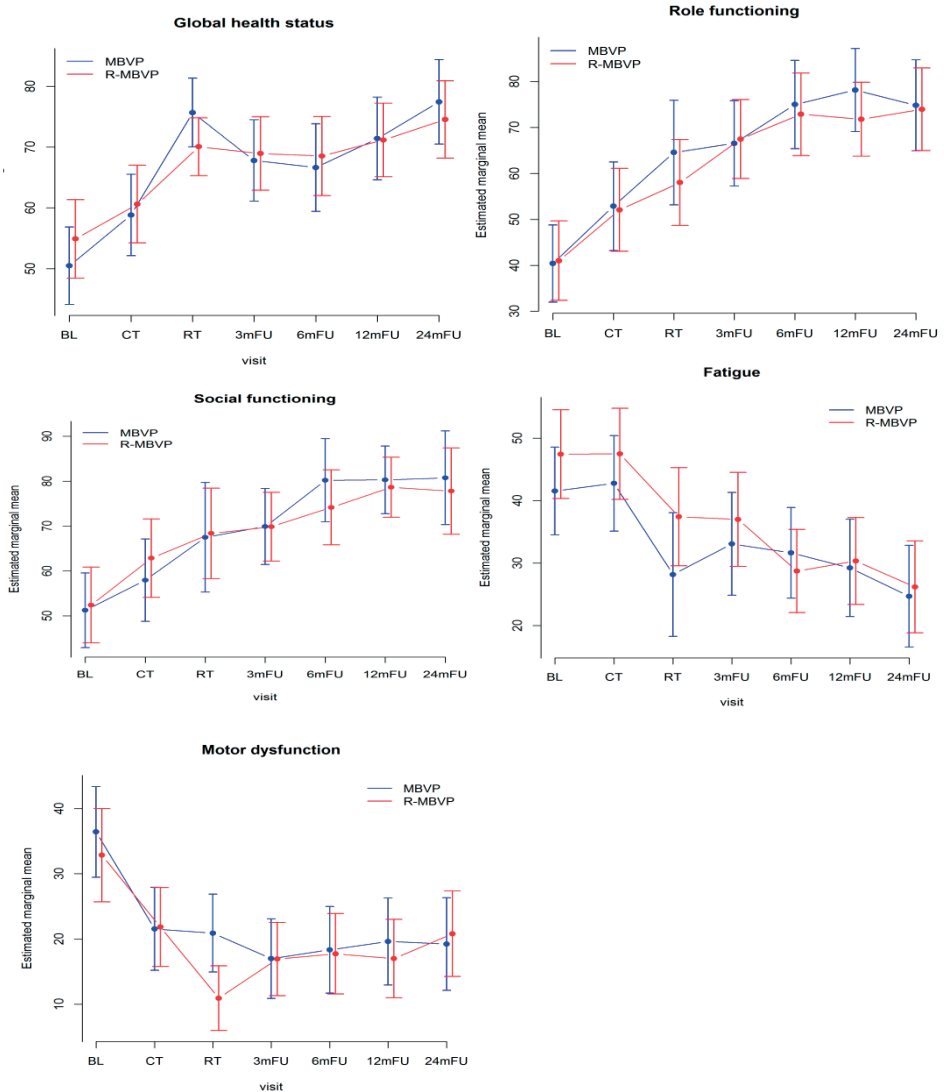 Global health status
MBVP
R-MBVP
80
70
60
50
BL CT RT 3mFU 6mFU 12mFU 24mFU
visit
Role functioning
MBVP
R-MBVP
Estimated marginal mean
80
70
60
50
40
30
BL CT RT 3mFU 6mFU 12mFU 24mFU
visit
Social functioning
MBVP
R-MBVP
Estimated marginal mean
90
80
70
60
50
BL CT RT 3mFU 6mFU 12mFU 24mFU
visit
Fatigue
MBVP
R-MBVP
Estimated marginal mean
50
40
30
20
BL CT RT 3mFU 6mFU 12mFU 24mFU
visit
Motor dysfunction
MBVP
R-MBVP
Estimated marginal mean
40
30
20
10
BL CT RT 3mFU 6mFU 12mFU 24mFU
visit